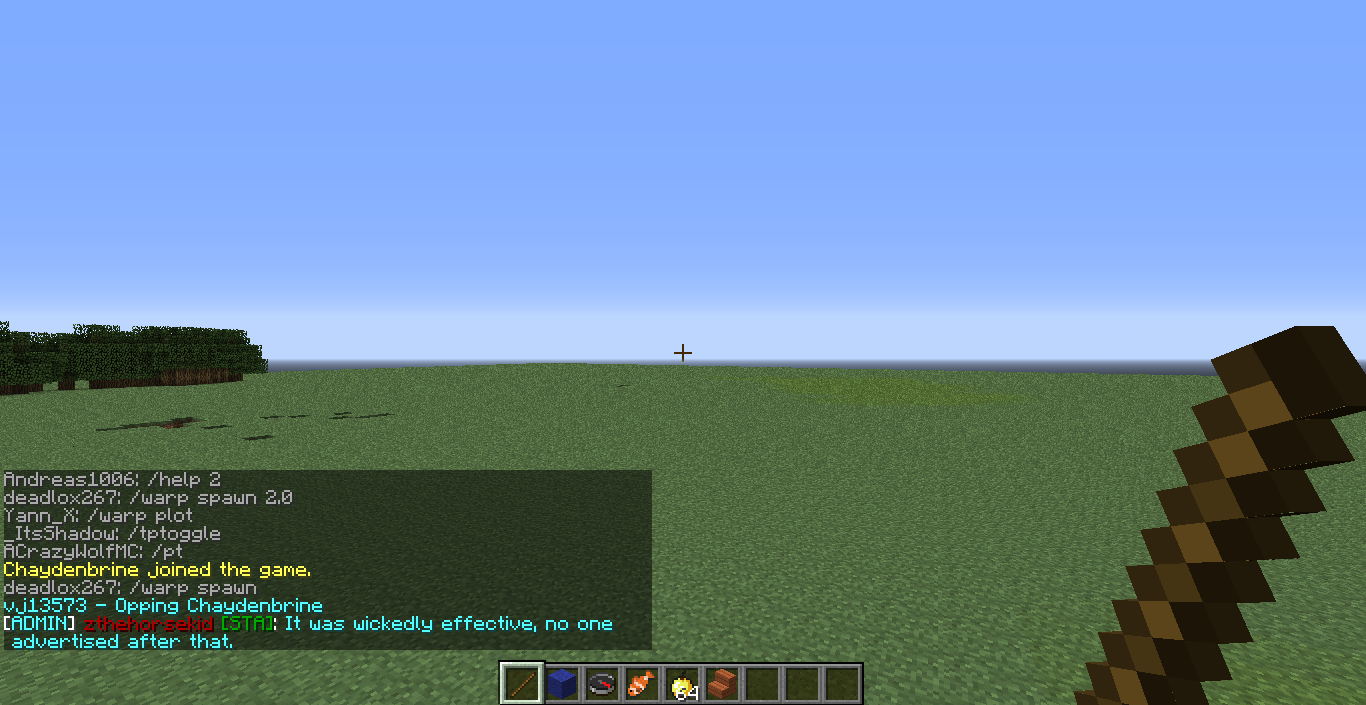 Andreas1006: /help 2
deadlox267: /warp spawn 2.0
Yann_X: /warp plot
_ItsShadow: /tptoggle
ACrazyWolfMC: /pt
Chaydenbrine joined the game.
deadlox267: /warp spawn
vj13573 - Opping Chaydenbrine
[ADMIN] zthehorsekid [STA]: It was wickedly effective, no one
advertised after that.
64